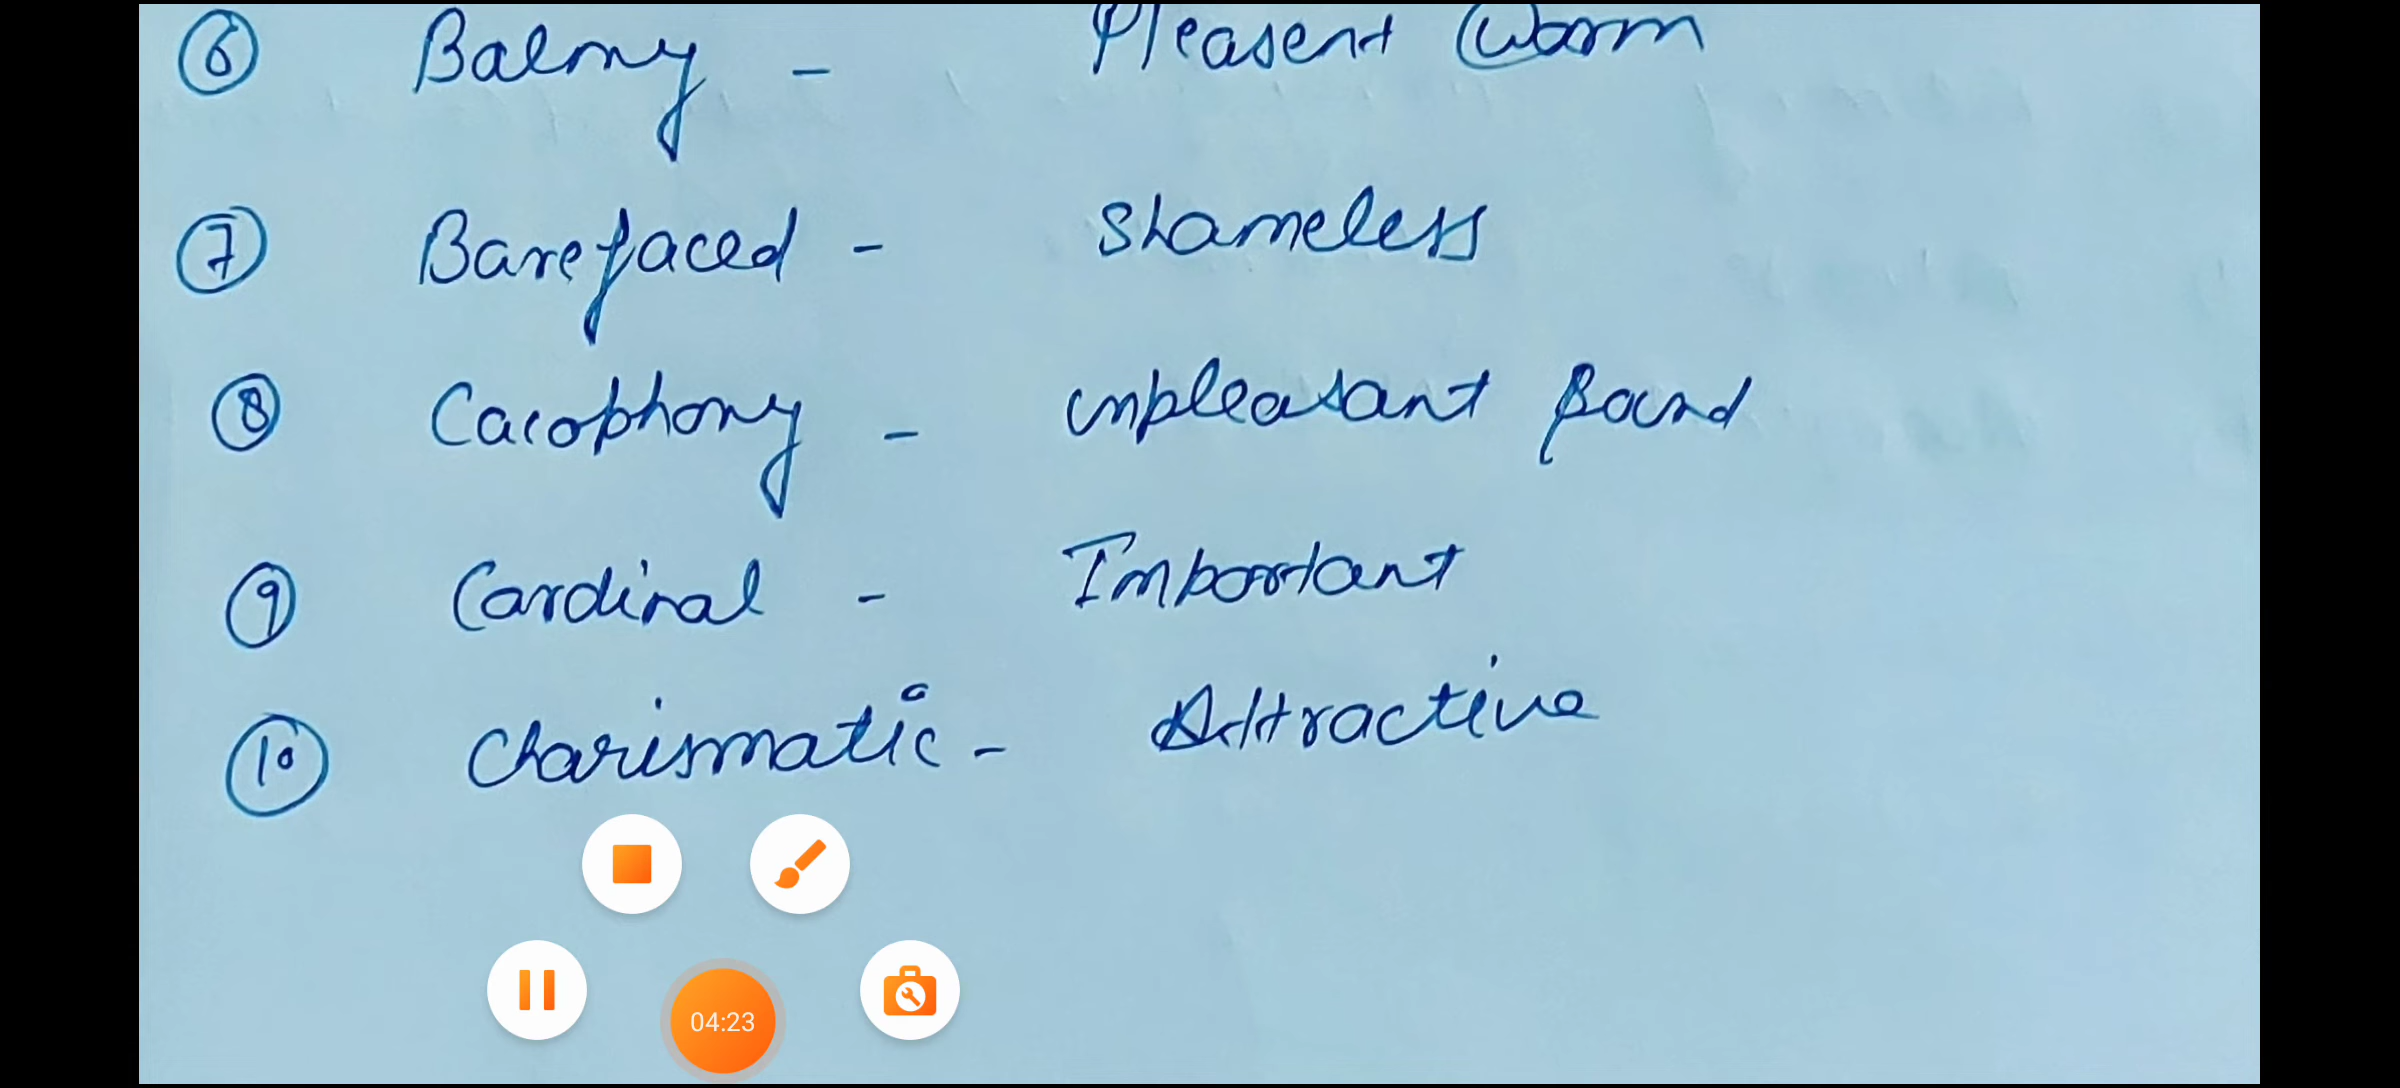 6 Balmy - Pleasent Warm
7 Barefaced - Shameless
8 Cacophony - unpleasant sound
9 Cardinal - Important
10 Charismatic - Attractive
04:23